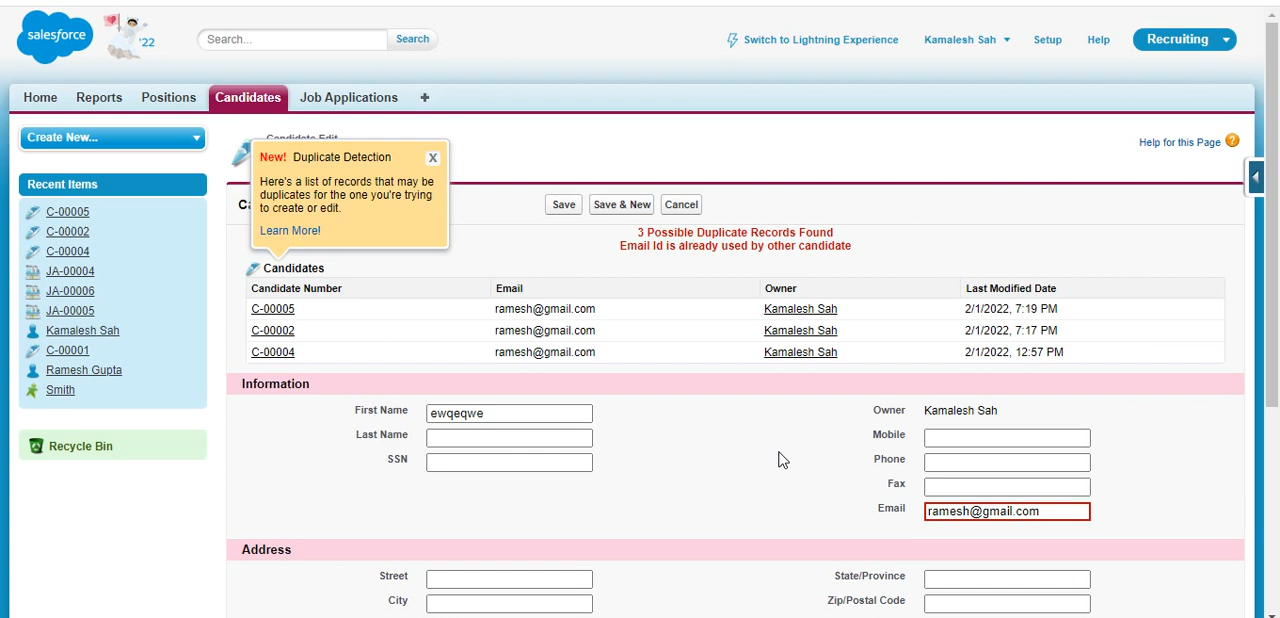 salesforce
'22
Search...
Search
Switch to Lightning Experience
Kamalesh Sah
Setup
Help
Recruiting
Home
Reports
Positions
Candidates
Job Applications
+
Create New...
Recent Items
C-00005
C-00002
C-00004
JA-00004
JA-00006
JA-00005
Kamalesh Sah
C-00001
Ramesh Gupta
Smith
Recycle Bin
Candidate Edit
Help for this Page ?
New! Duplicate Detection X
Here's a list of records that may be
duplicates for the one you're trying
to create or edit.
Learn More!
Save
Save & New
Cancel
3 Possible Duplicate Records Found
Email Id is already used by other candidate
Candidates
Candidate Number Email Owner Last Modified Date
C-00005 ramesh@gmail.com Kamalesh Sah 2/1/2022, 7:19 PM
C-00002 ramesh@gmail.com Kamalesh Sah 2/1/2022, 7:17 PM
C-00004 ramesh@gmail.com Kamalesh Sah 2/1/2022, 12:57 PM
Information
First Name ewqeqwe
Owner Kamalesh Sah
Last Name
Mobile
SSN
Phone
Fax
Email ramesh@gmail.com
Address
Street
State/Province
City
Zip/Postal Code